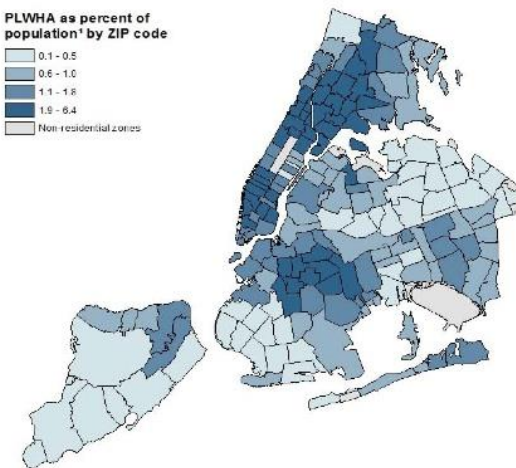 PLWHA as percent of
population¹ by ZIP code
0.1 - 0.5
0.6 - 1.0
1.1 - 1.8
1.9 - 6.4
Non-residential zones